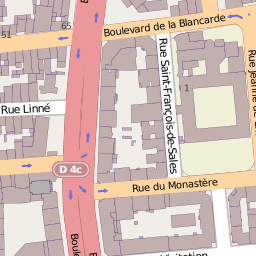 65
51
Boulevard de la Blancarde
Rue Saint-François-de-Sales
1
Rue Linné
D 4c
Rue du Monastère